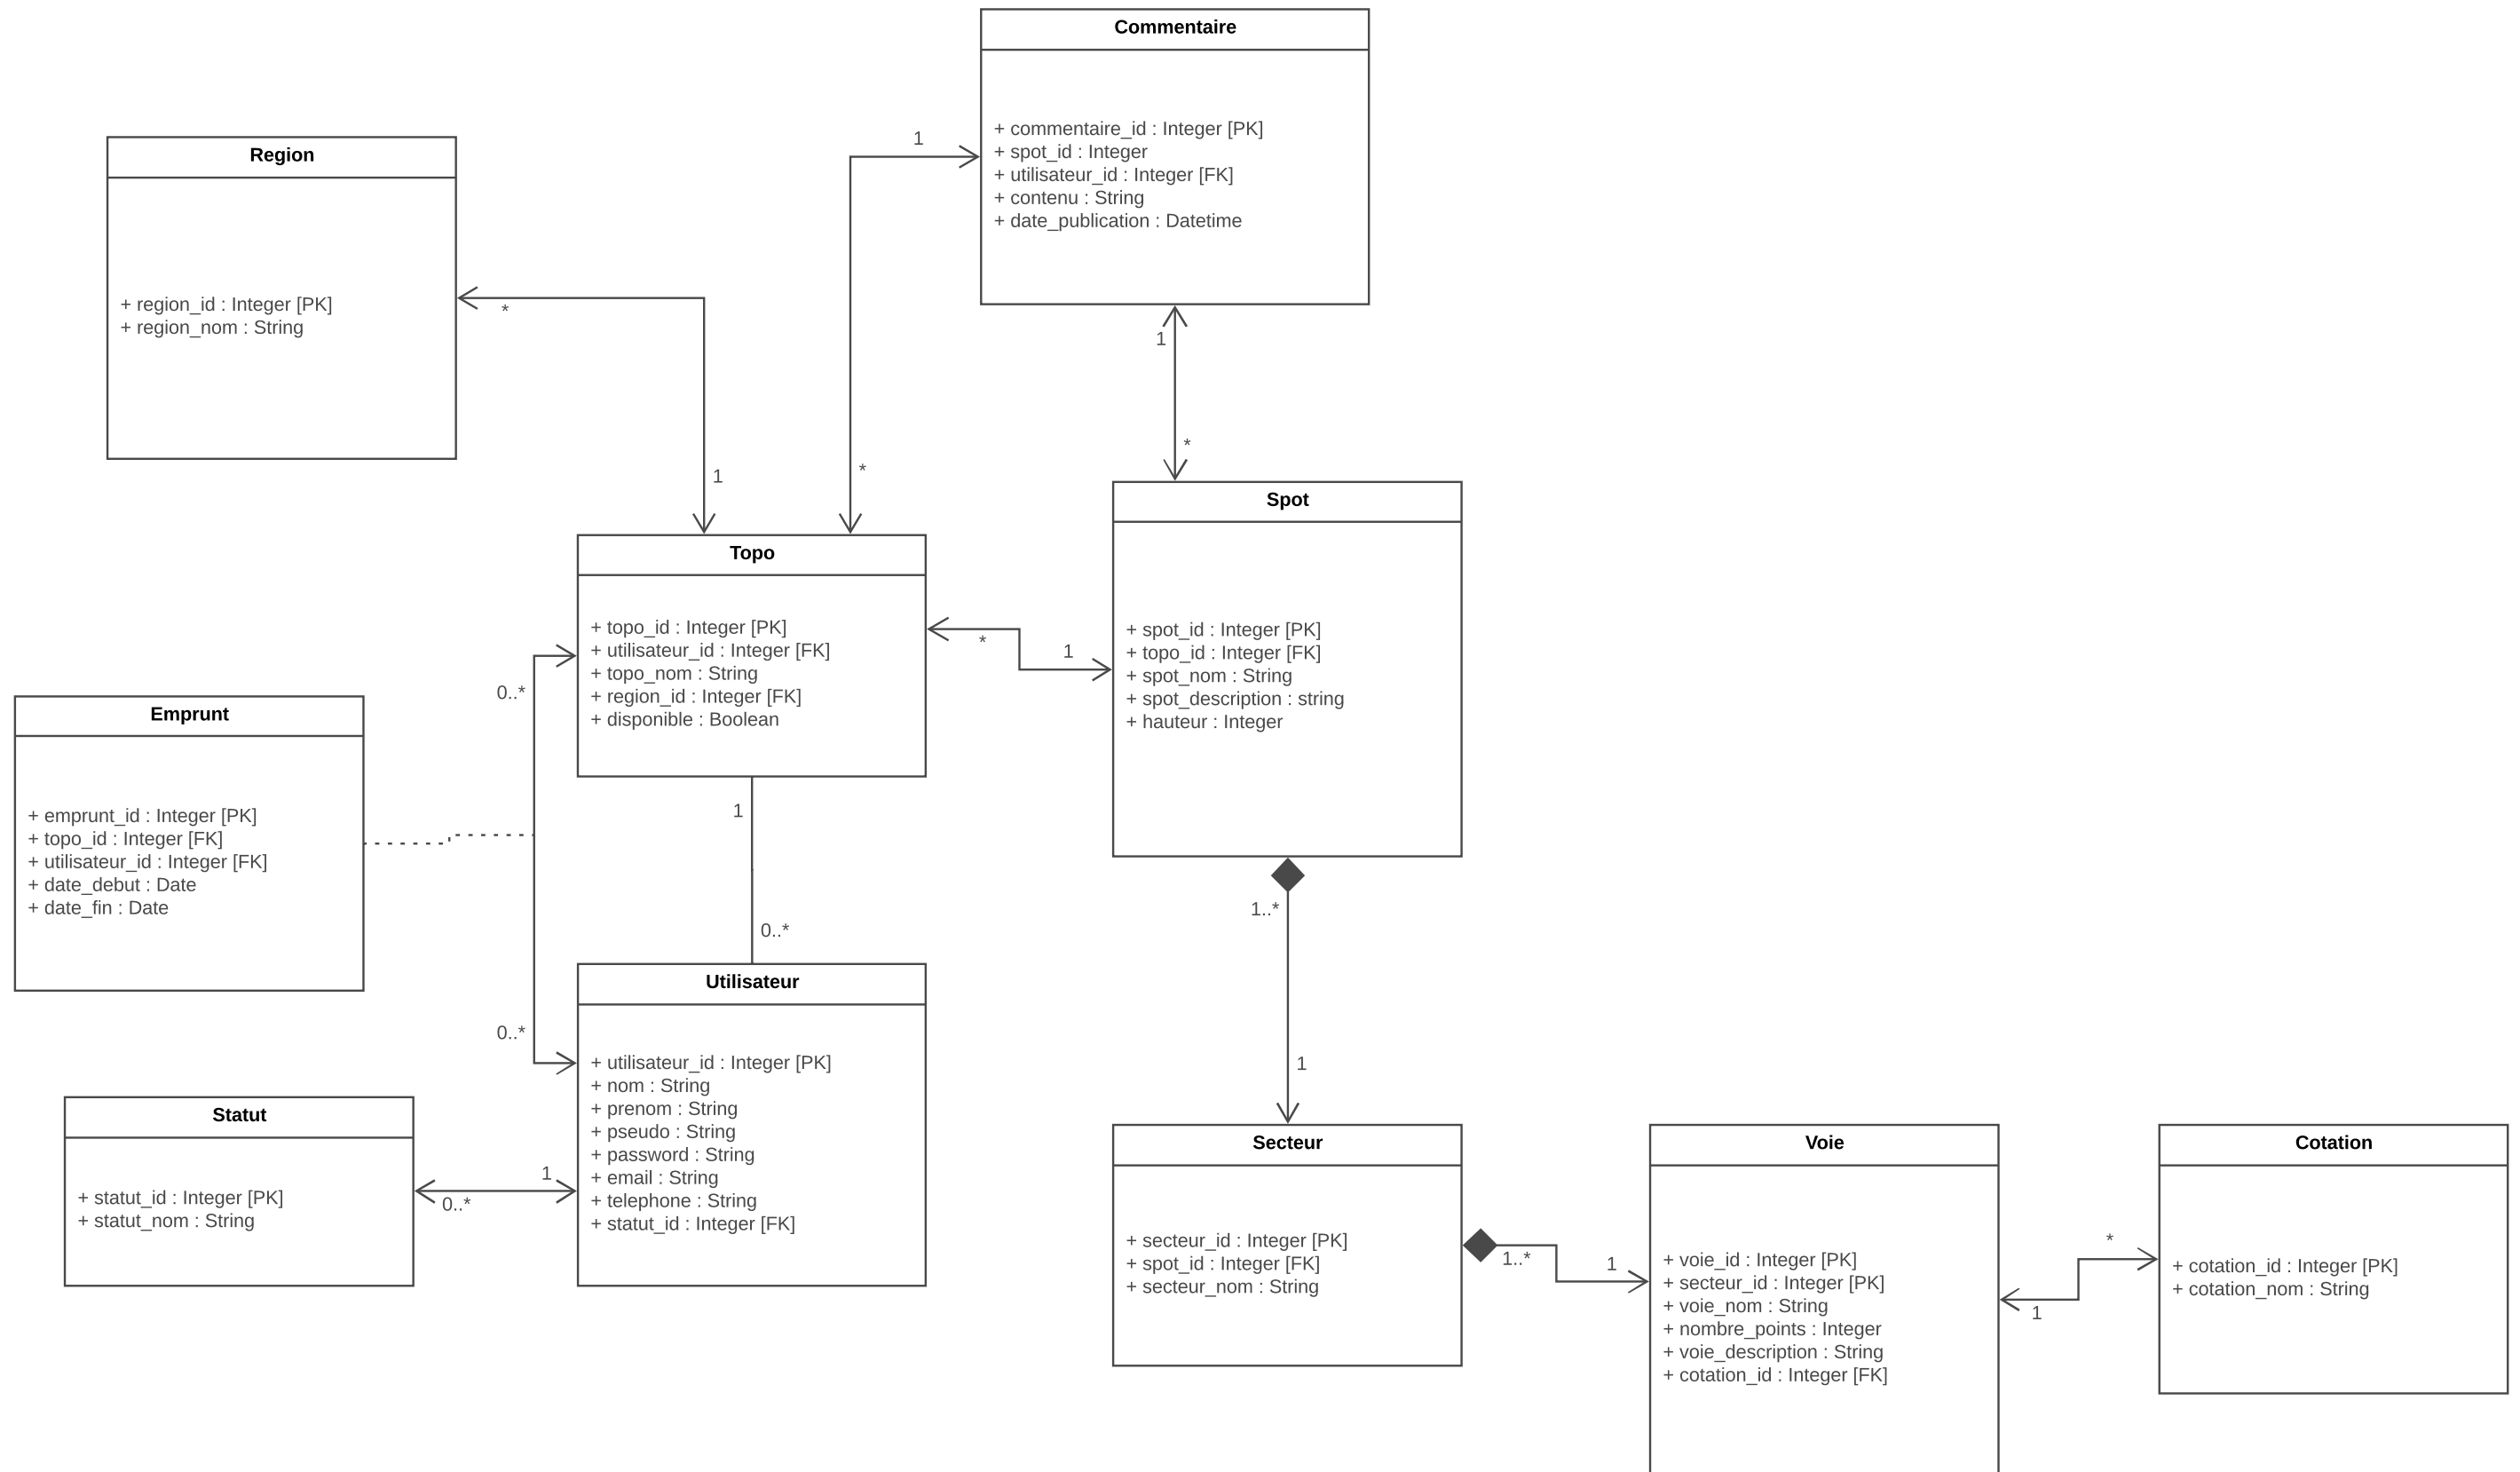 Commentaire
+ commentaire_id : Integer [PK]
+ spot_id : Integer
+ utilisateur_id : Integer [FK]
+ contenu : String
+ date_publication : Datetime
1
*
1
*
Region
+ region_id : Integer [PK]
+ region_nom : String
*
1
Topo
+ topo_id : Integer [PK]
+ utilisateur_id : Integer [FK]
+ topo_nom : String
+ region_id : Integer [FK]
+ disponible : Boolean
*
1
Spot
+ spot_id : Integer [PK]
+ topo_id : Integer [FK]
+ spot_nom : String
+ spot_description : string
+ hauteur : Integer
0..*
0..*
Emprunt
+ emprunt_id : Integer [PK]
+ topo_id : Integer [FK]
+ utilisateur_id : Integer [FK]
+ date_debut : Date
+ date_fin : Date
1
0..*
1..*
1
Utilisateur
+ utilisateur_id : Integer [PK]
+ nom : String
+ prenom : String
+ pseudo : String
+ password : String
+ email : String
+ telephone : String
+ statut_id : Integer [FK]
Statut
+ statut_id : Integer [PK]
+ statut_nom : String
1
0..*
Secteur
+ secteur_id : Integer [PK]
+ spot_id : Integer [FK]
+ secteur_nom : String
1..*
1
Voie
+ voie_id : Integer [PK]
+ secteur_id : Integer [PK]
+ voie_nom : String
+ nombre_points : Integer
+ voie_description : String
+ cotation_id : Integer [FK]
*
1
Cotation
+ cotation_id : Integer [PK]
+ cotation_nom : String